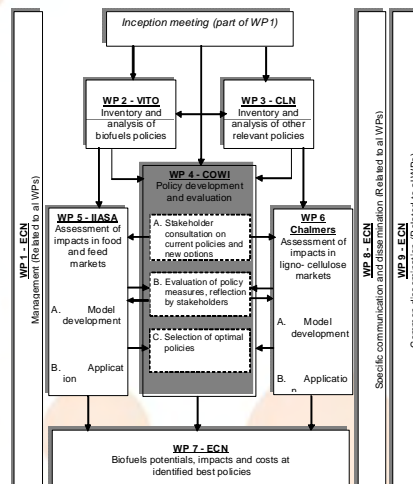 Inception meeting (part of WP1)
WP 2 - VITO
Inventory and
analysis of
biofuels policies
WP 3 - CLN
Inventory and
analysis of other
relevant policies
WP 4 - COWI
Policy development
and evaluation
A. Stakeholder
consultation on
current policies and
new options
B. Evaluation of policy
measures, reflection
by stakeholders
C. Selection of optimal
policies
WP 5 - IIASA
Assessment of
impacts in food
and feed
markets
A. Model
development
B. Applicat
ion
WP 6
Chalmers
Assessment of
impacts in
ligno- cellulose
markets
A. Model
development
B. Applicatio
WP 7 - ECN
Biofuels potentials, impacts and costs at
identified best policies
WP 1 - ECN
Management (Related to al WPs)
WP 8 - ECN
Specific communication and dissemination (Related to al WPs)
WP 9 - ECN